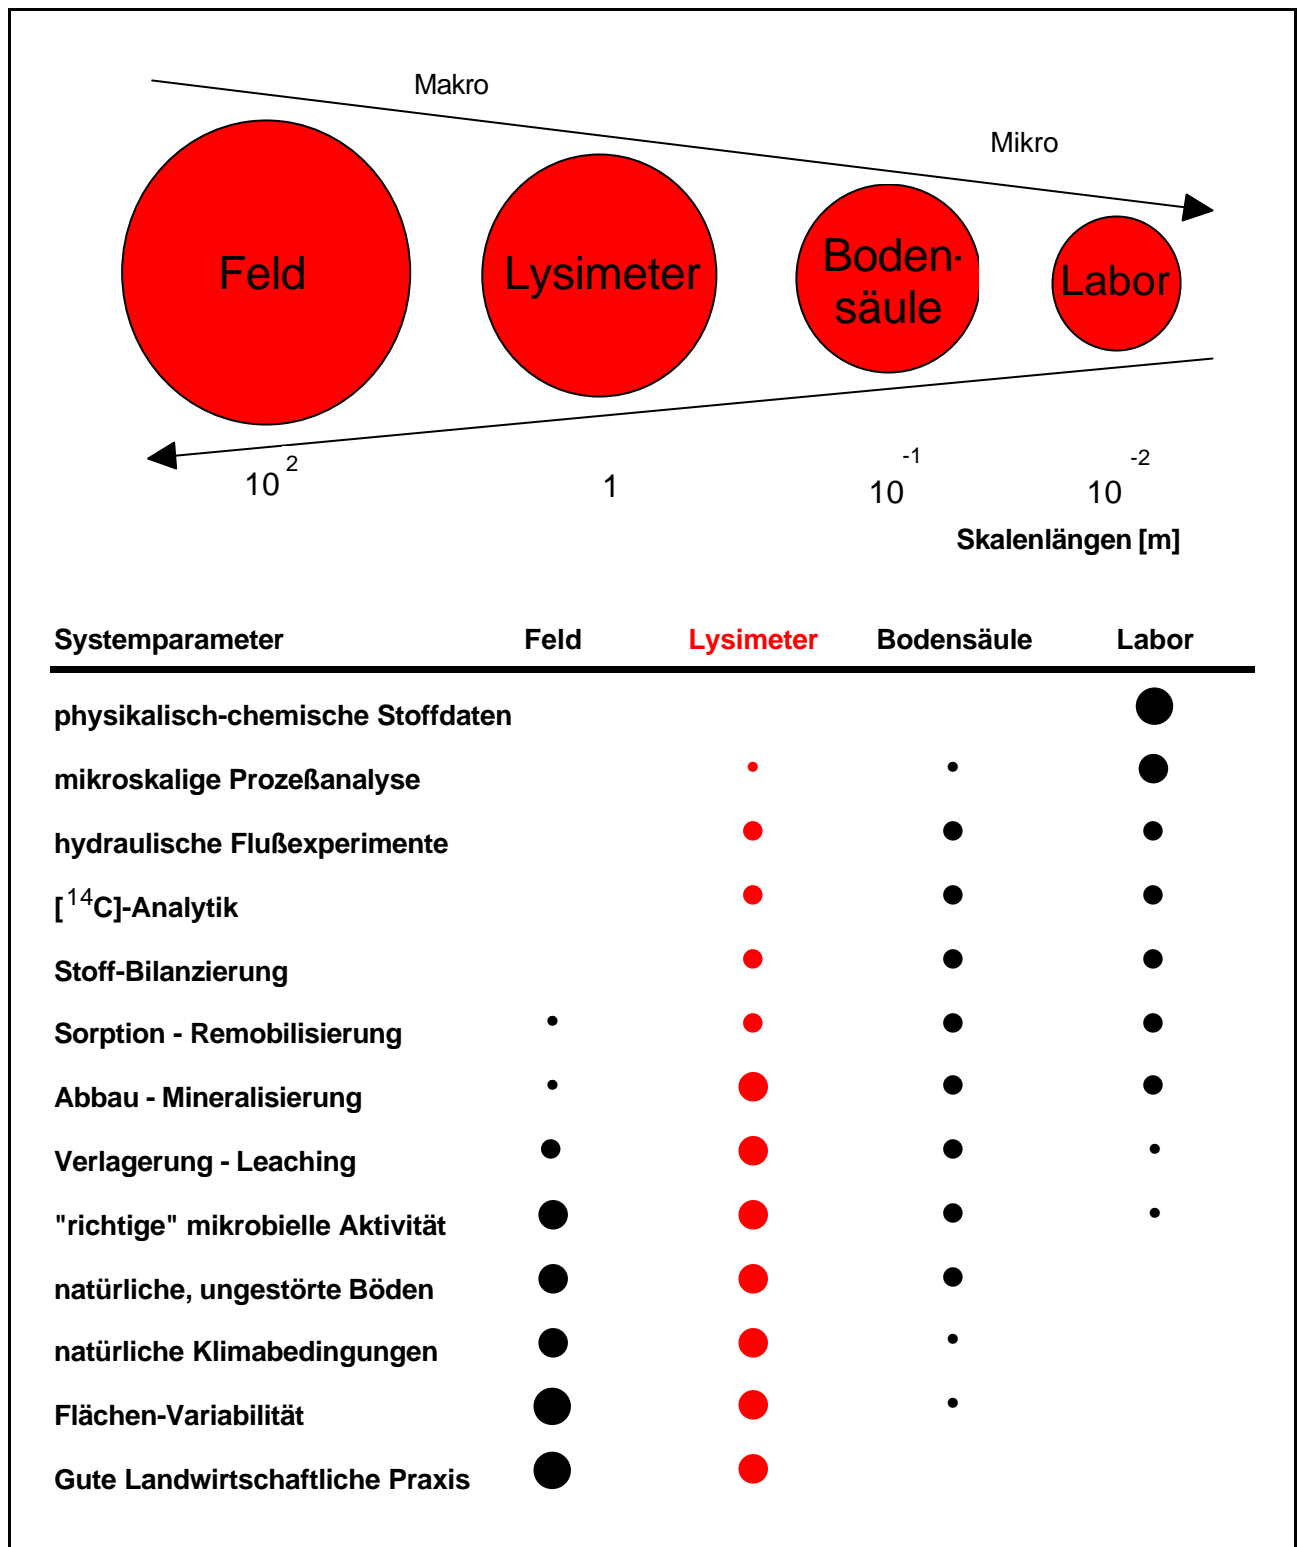 Makro
Mikro
Feld
Lysimeter
Boden-
säule
Labor
10² 1 10⁻¹ 10⁻²
Skalenlängen [m]
Systemparameter Feld Lysimeter Bodensäule Labor
physikalisch-chemische Stoffdaten
mikroskalige Prozeßanalyse
hydraulische Flußexperimente
[¹⁴C]-Analytik
Stoff-Bilanzierung
Sorption - Remobilisierung
Abbau - Mineralisierung
Verlagerung - Leaching
"richtige" mikrobielle Aktivität
natürliche, ungestörte Böden
natürliche Klimabedingungen
Flächen-Variabilität
Gute Landwirtschaftliche Praxis